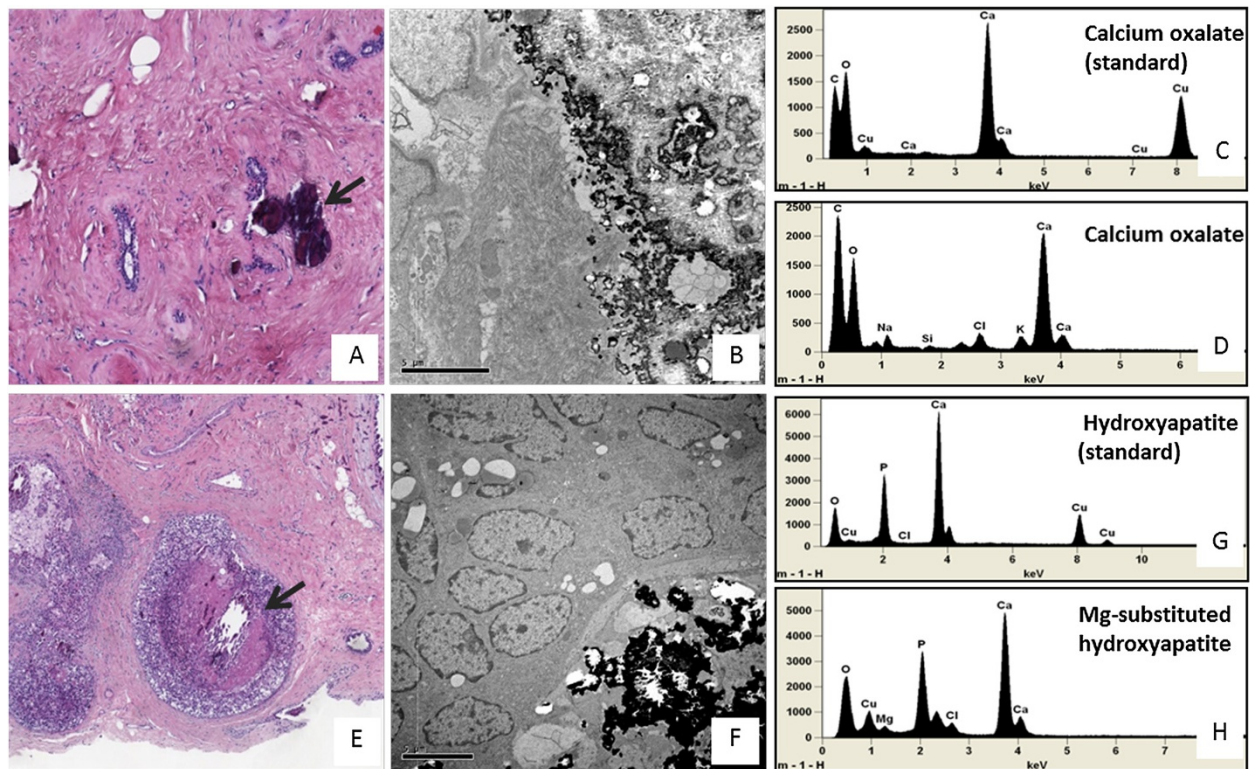 A
5 µm
B
2500
2000
1500
1000
500
0
C
O
Cu
Ca
Ca
Ca
Cu
Cu
Calcium oxalate
(standard)
C
1 2 3 4 5 6 7 8
m - 1 - H
keV
2500
2000
1500
1000
500
0
C
O
Na
Si
Cl
K
Ca
Ca
Calcium oxalate
D
0 1 2 3 4 5 6
m - 1 - H
keV
E
5 µm
F
6000
5000
4000
3000
2000
1000
0
O
Cu
P
Cl
Ca
Cu
Cu
Hydroxyapatite
(standard)
G
2 4 6 8 10
m - 1 - H
keV
5000
4000
3000
2000
1000
0
O
Cu
Mg
P
Cl
Ca
Ca
Mg-substituted
hydroxyapatite
H
0 1 2 3 4 5 6 7
m - 1 - H
keV